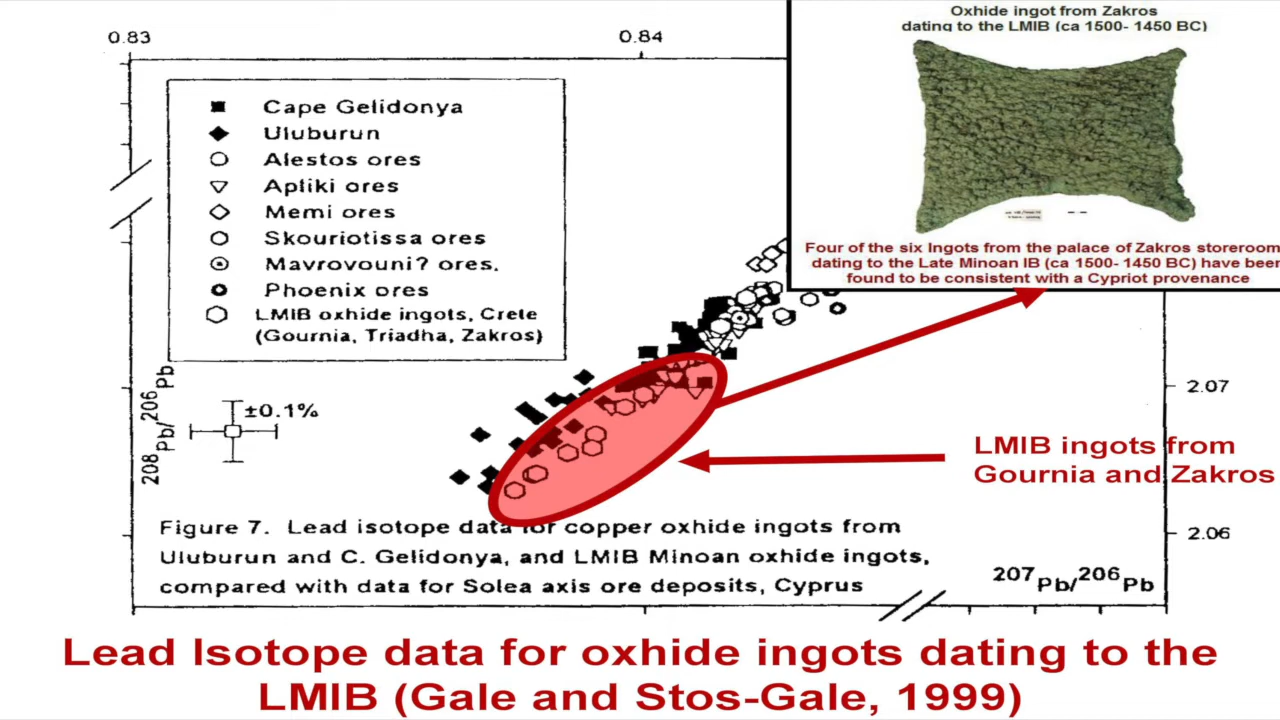 Oxhide ingot from Zakros
dating to the LMIB (ca 1500- 1450 BC)
0.83
0.84
Cape Gelidonya
Uluburun
Alestos ores
Apliki ores
Memi ores
Skouriotissa ores
Mavrovouni? ores.
Phoenix ores
LMIB oxhide ingots, Crete
(Gournia, Triadha, Zakros)
Four of the six Ingots from the palace of Zakros storeroom
dating to the Late Minoan IB (ca 1500- 1450 BC) have been
found to be consistent with a Cypriot provenance
208Pb/206Pb
±0.1%
2.07
LMIB ingots from
Gournia and Zakros
2.06
Figure 7. Lead isotope data for copper oxhide ingots from
Uluburun and C. Gelidonya, and LMIB Minoan oxhide ingots,
compared with data for Solea axis ore deposits, Cyprus
207Pb/206Pb
Lead Isotope data for oxhide ingots dating to the
LMIB (Gale and Stos-Gale, 1999)